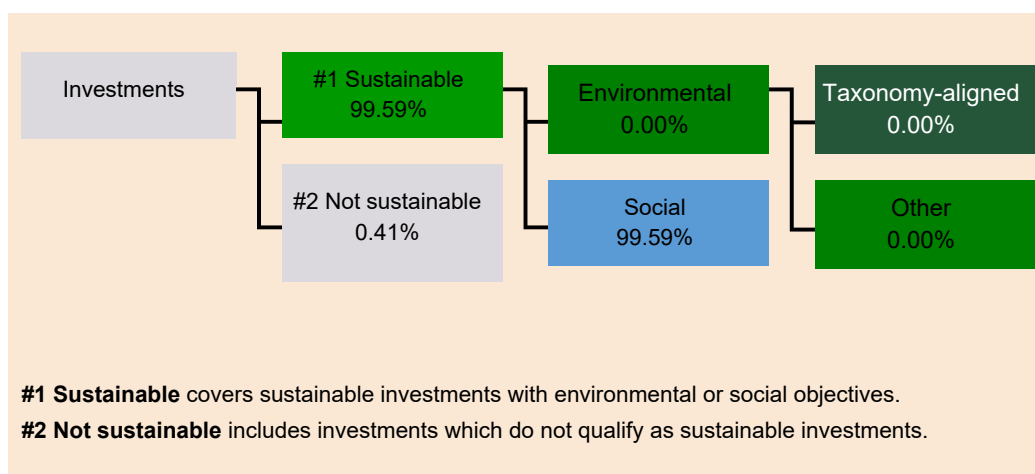 Investments
#1 Sustainable
99.59%
#2 Not sustainable
0.41%
Environmental
0.00%
Social
99.59%
Taxonomy-aligned
0.00%
Other
0.00%
#1 Sustainable covers sustainable investments with environmental or social objectives.
#2 Not sustainable includes investments which do not qualify as sustainable investments.